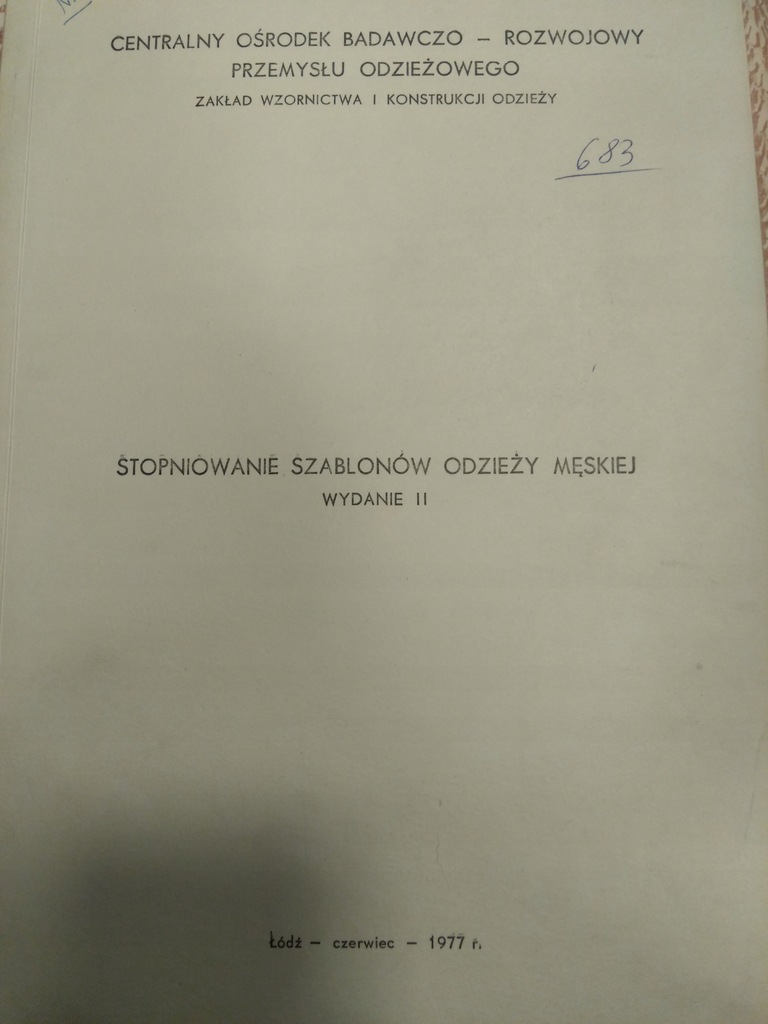 CENTRALNY OŚRODEK BADAWCZO – ROZWOJOWY
PRZEMYSŁU ODZIEŻOWEGO
ZAKŁAD WZORNICTWA I KONSTRUKCJI ODZIEŻY
683
STOPNIOWANIE SZABLONÓW ODZIEŻY MĘSKIEJ
WYDANIE II
Łódź – czerwiec – 1977 r.